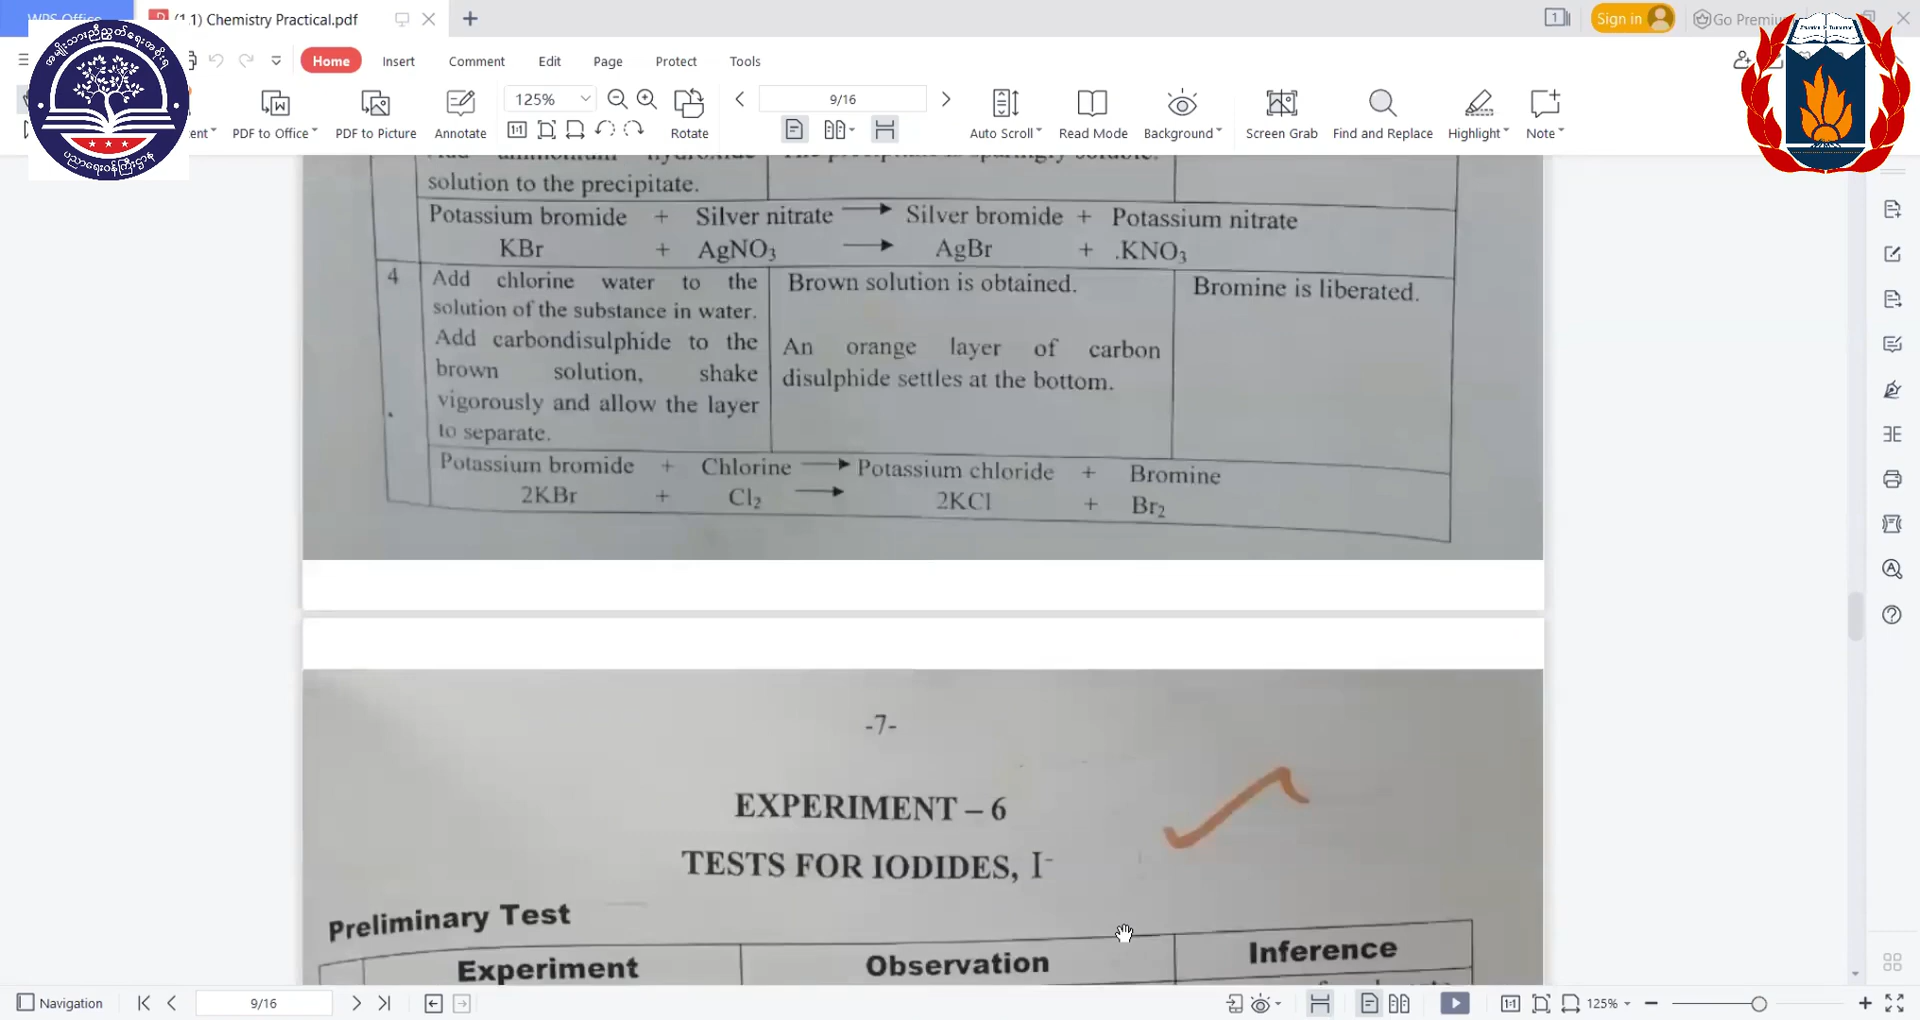 (1.1) Chemistry Practical.pdf
Sign in
Go Premium
Home Insert Edit Page Protect Tools
125%
9/16
PDF to Office PDF to Picture Annotate Rotate Auto Scroll Read Mode Background Screen Grab Find and Replace Highlight Note
solution to the precipitate.
Potassium bromide + Silver nitrate → Silver bromide + Potassium nitrate
KBr + AgNO3 → AgBr + .KNO3
4 Add chlorine water to the Brown solution is obtained. Bromine is liberated.
solution of the substance in water.
Add carbondisulphide to the An orange layer of carbon
brown solution, shake disulphide settles at the bottom.
vigorously and allow the layer
to separate.
Potassium bromide + Chlorine → Potassium chloride + Bromine
2KBr + Cl2 → 2KCl + Br2
-7-
EXPERIMENT – 6
TESTS FOR IODIDES, I-
Preliminary Test
Experiment Observation Inference
Navigation 9/16 125%